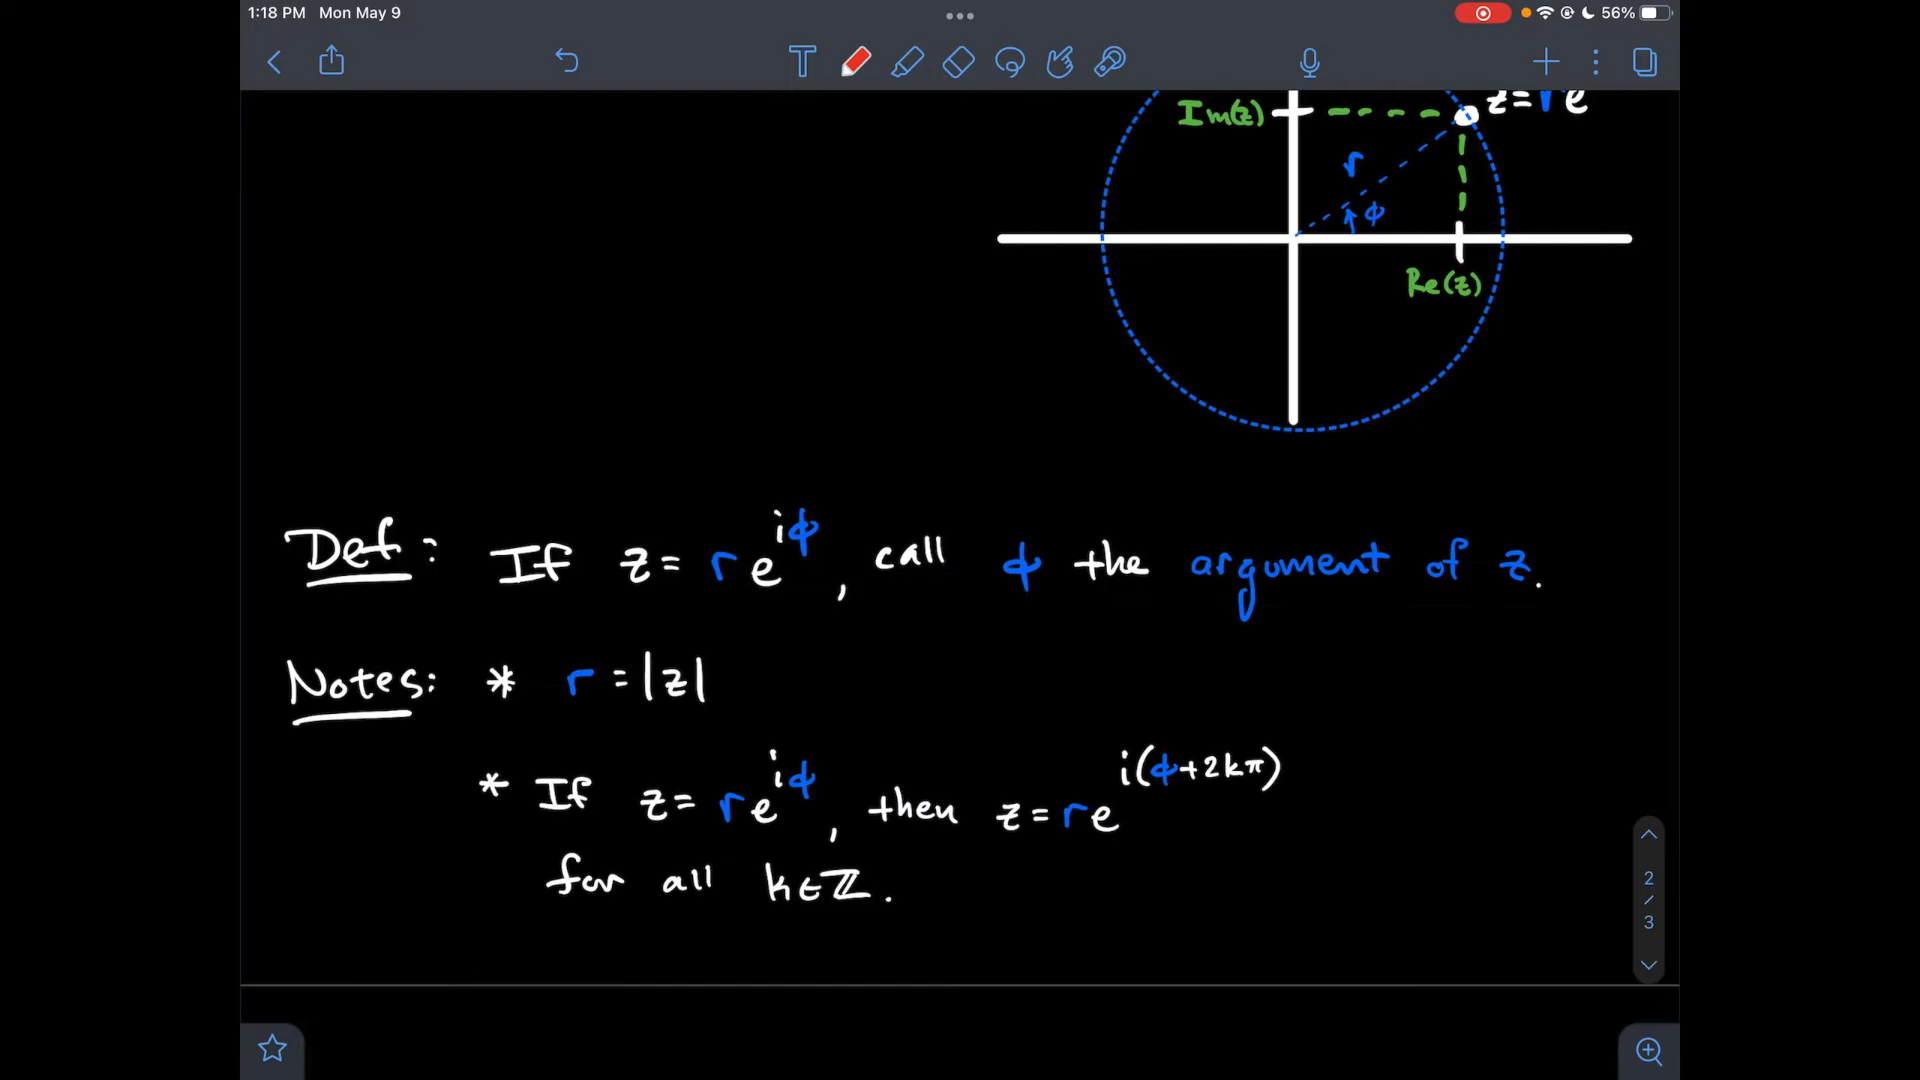 1:18 PM Mon May 9
56%
Im(z)
z=re
r
ϕ
Re(z)
Def: If z=re^{iϕ}, call ϕ the argument of z.
Notes: * r=|z|
* If z=re^{iϕ}, then z=re^{i(ϕ+2kπ)}
for all k∈ℤ.
2
/
3